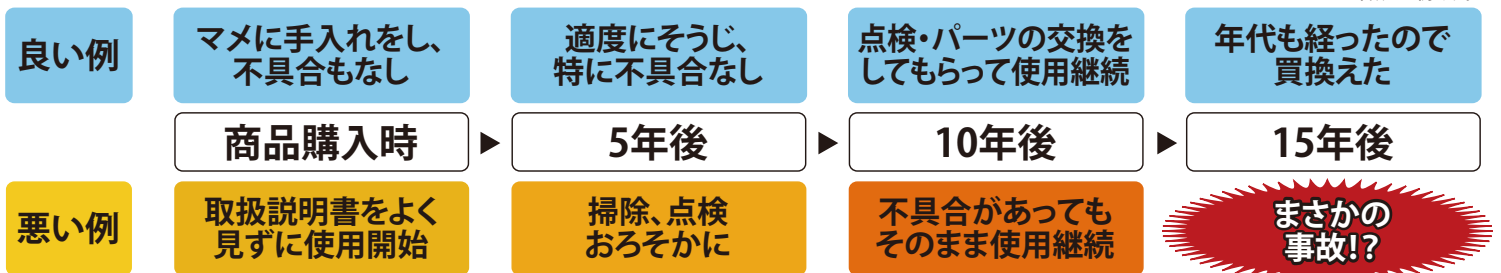 良い例
マメに手入れをし、
不具合もなし
適度にそうじ、
特に不具合なし
点検・パーツの交換を
してもらって使用継続
年代も経ったので
買換えた
商品購入時
▶
5年後
▶
10年後
▶
15年後
悪い例
取扱説明書をよく
見ずに使用開始
掃除、点検
おろそかに
不具合があっても
そのまま使用継続
まさかの
事故!?